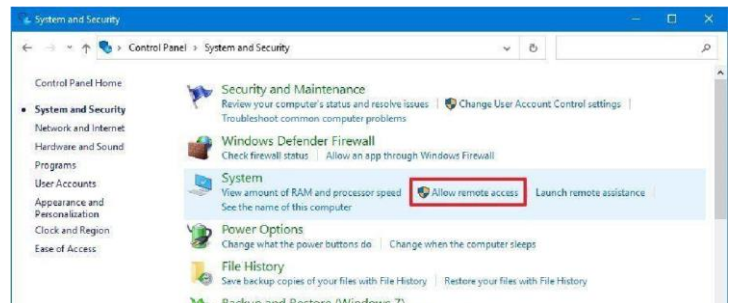 System and Security
Control Panel > System and Security
Control Panel Home
System and Security
Network and Internet
Hardware and Sound
Programs
User Accounts
Appearance and
Personalization
Clock and Region
Ease of Access
Security and Maintenance
Review your computer's status and resolve issues | Change User Account Control settings |
Troubleshoot common computer problems
Windows Defender Firewall
Check firewall status | Allow an app through Windows Firewall
System
View amount of RAM and processor speed | Allow remote access | Launch remote assistance |
See the name of this computer
Power Options
Change what the power buttons do | Change when the computer sleeps
File History
Save backup copies of your files with File History | Restore your files with File History
Backup and Restore (Windows 7)